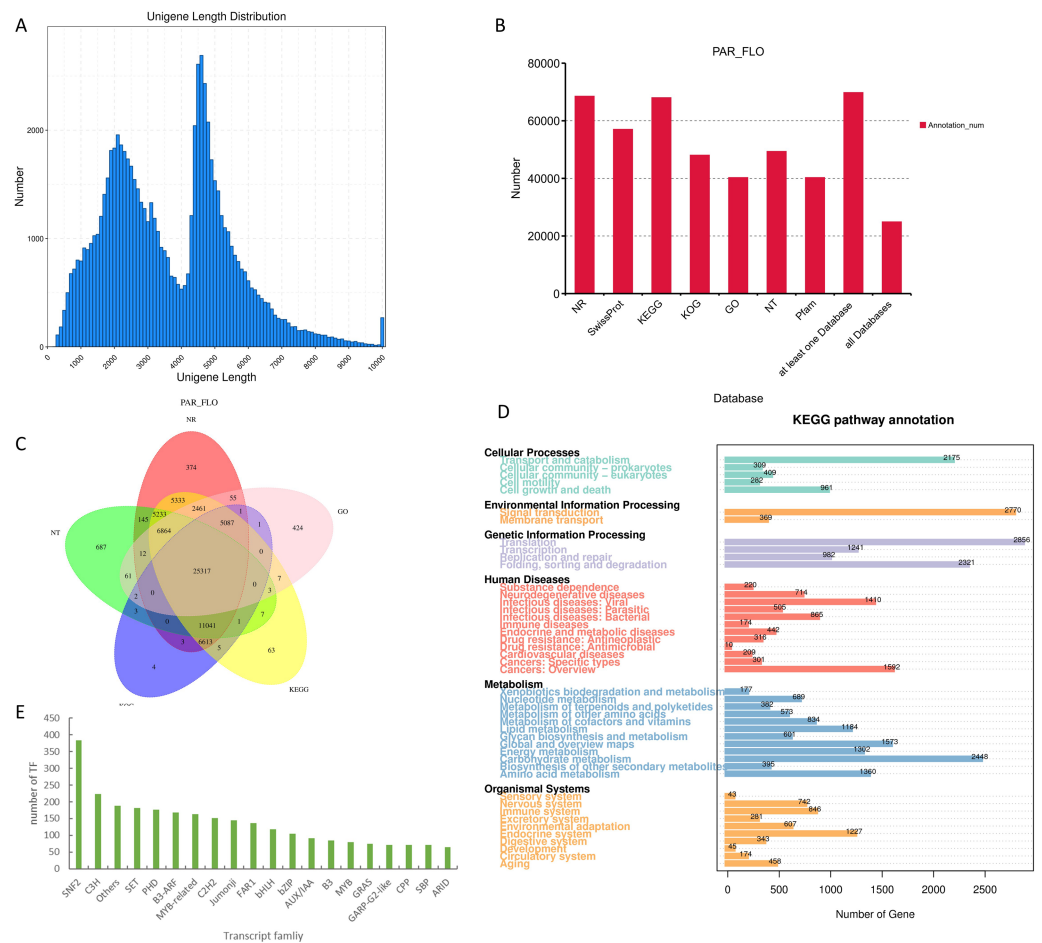 A
Unigene Length Distribution
Number
2000
1000
0
0
1000
2000
3000
4000
5000
6000
7000
8000
9000
10000
Unigene Length
B
PAR_FLO
Number
80000
60000
40000
20000
0
Annotation_num
NR
SwissProt
KEGG
KOG
GO
NT
Pfam
at least one Database
all Databases
Database
C
PAR_FLO
NR
GO
KEGG
NT
374
5333
55
2461
1
424
145
5233
6864
5087
1
687
12
0
61
25317
7
0
3
2
0
3
0
11041
1
7
3
6613
5
4
63
D
KEGG pathway annotation
Cellular Processes
Transport and catabolism 2175
Cellular community – prokaryotes 309
Cellular community – eukaryotes 409
Cell motility 282
Cell growth and death 961
Environmental Information Processing
Signal transduction 2770
Membrane transport 369
Genetic Information Processing
Translation 2856
Transcription 1241
Replication and repair 982
Folding, sorting and degradation 2321
Human Diseases
Substance dependence 220
Neurodegenerative diseases 714
Infectious diseases: Viral 1410
Infectious diseases: Parasitic 505
Infectious diseases: Bacterial 865
Immune diseases 174
Endocrine and metabolic diseases 442
Drug resistance: Antineoplastic 316
Drug resistance: Antimicrobial 10
Cardiovascular diseases 209
Cancers: Specific types 301
Cancers: Overview 1592
Metabolism
Xenobiotics biodegradation and metabolism 177
Nucleotide metabolism 689
Metabolism of terpenoids and polyketides 382
Metabolism of other amino acids 573
Metabolism of cofactors and vitamins 834
Lipid metabolism 1184
Glycan biosynthesis and metabolism 601
Global and overview maps 1573
Energy metabolism 1302
Carbohydrate metabolism 2448
Biosynthesis of other secondary metabolites 395
Amino acid metabolism 1360
Organismal Systems
Sensory system 43
Nervous system 742
Immune system 846
Excretory system 281
Environmental adaptation 607
Endocrine system 1227
Digestive system 343
Development 45
Circulatory system 174
Aging 458
0
500
1000
1500
2000
2500
Number of Gene
E
number of TF
450
400
350
300
250
200
150
100
50
0
SNF2
C3H
Others
SET
PHD
B3-ARF
MYB-related
C2H2
Jumonji
FAR1
bHLH
bZIP
AUX/IAA
B3
MYB
GRAS
GARP-G2-like
CPP
SBP
ARID
Transcript famliy